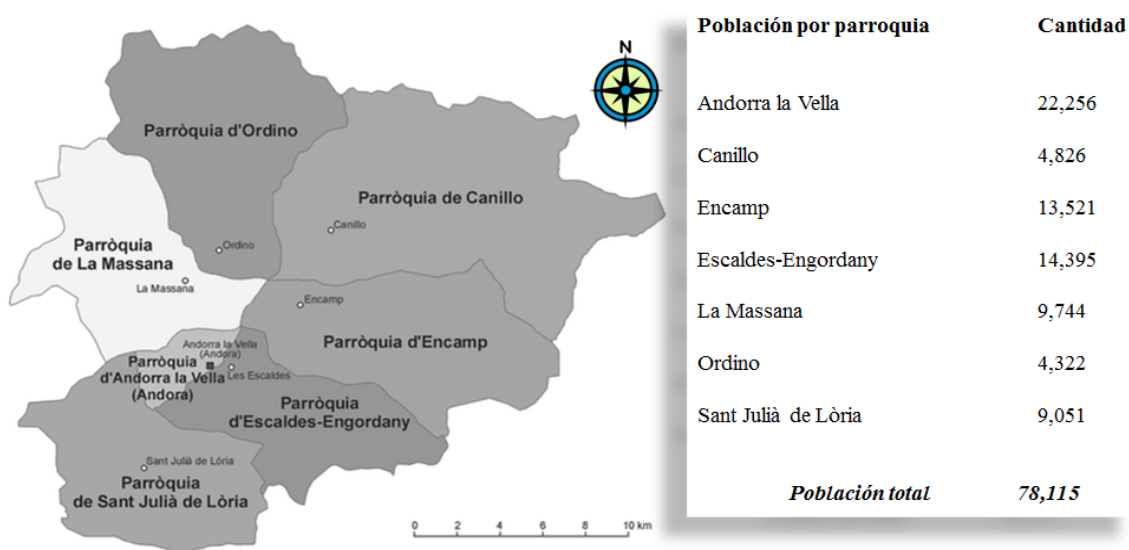 N
Parròquia d'Ordino
Parròquia de Canillo
Canillo
Ordino
Parròquia
de La Massana
La Massana
Encamp
Parròquia d'Encamp
Andorra la Vella
(Andora)
Parròquia
d'Andorra la Vella
(Andora)
Les Escaldes
Parròquia
d'Escaldes-Engordany
Sant Julià de Lòria
Parròquia
de Sant Julià de Lòria
0 2 4 6 8 10 km
Población por parroquia Cantidad
Andorra la Vella 22,256
Canillo 4,826
Encamp 13,521
Escaldes-Engordany 14,395
La Massana 9,744
Ordino 4,322
Sant Julià de Lòria 9,051
Población total 78,115